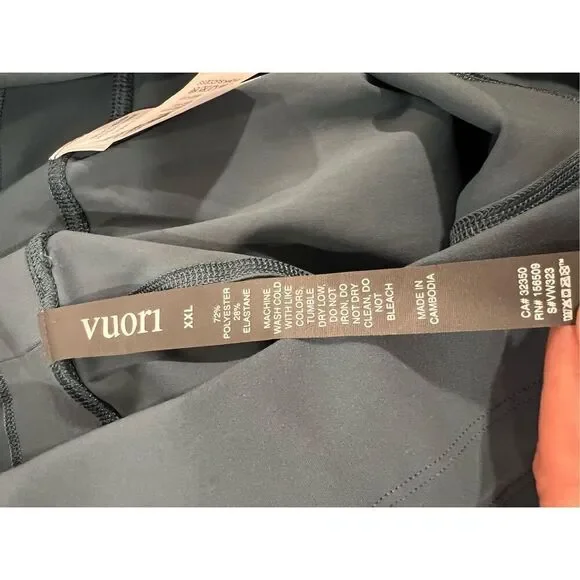 vuori
XXL
72%
POLYESTER
28%
ELASTANE
MACHINE
WASH COLD
WITH LIKE
COLORS,
TUMBLE
DRY LOW,
DO NOT
IRON, DO
NOT DRY
CLEAN, DO
NOT
BLEACH
MADE IN
CAMBODIA
CA# 32350
RN# 156509
S#VW323